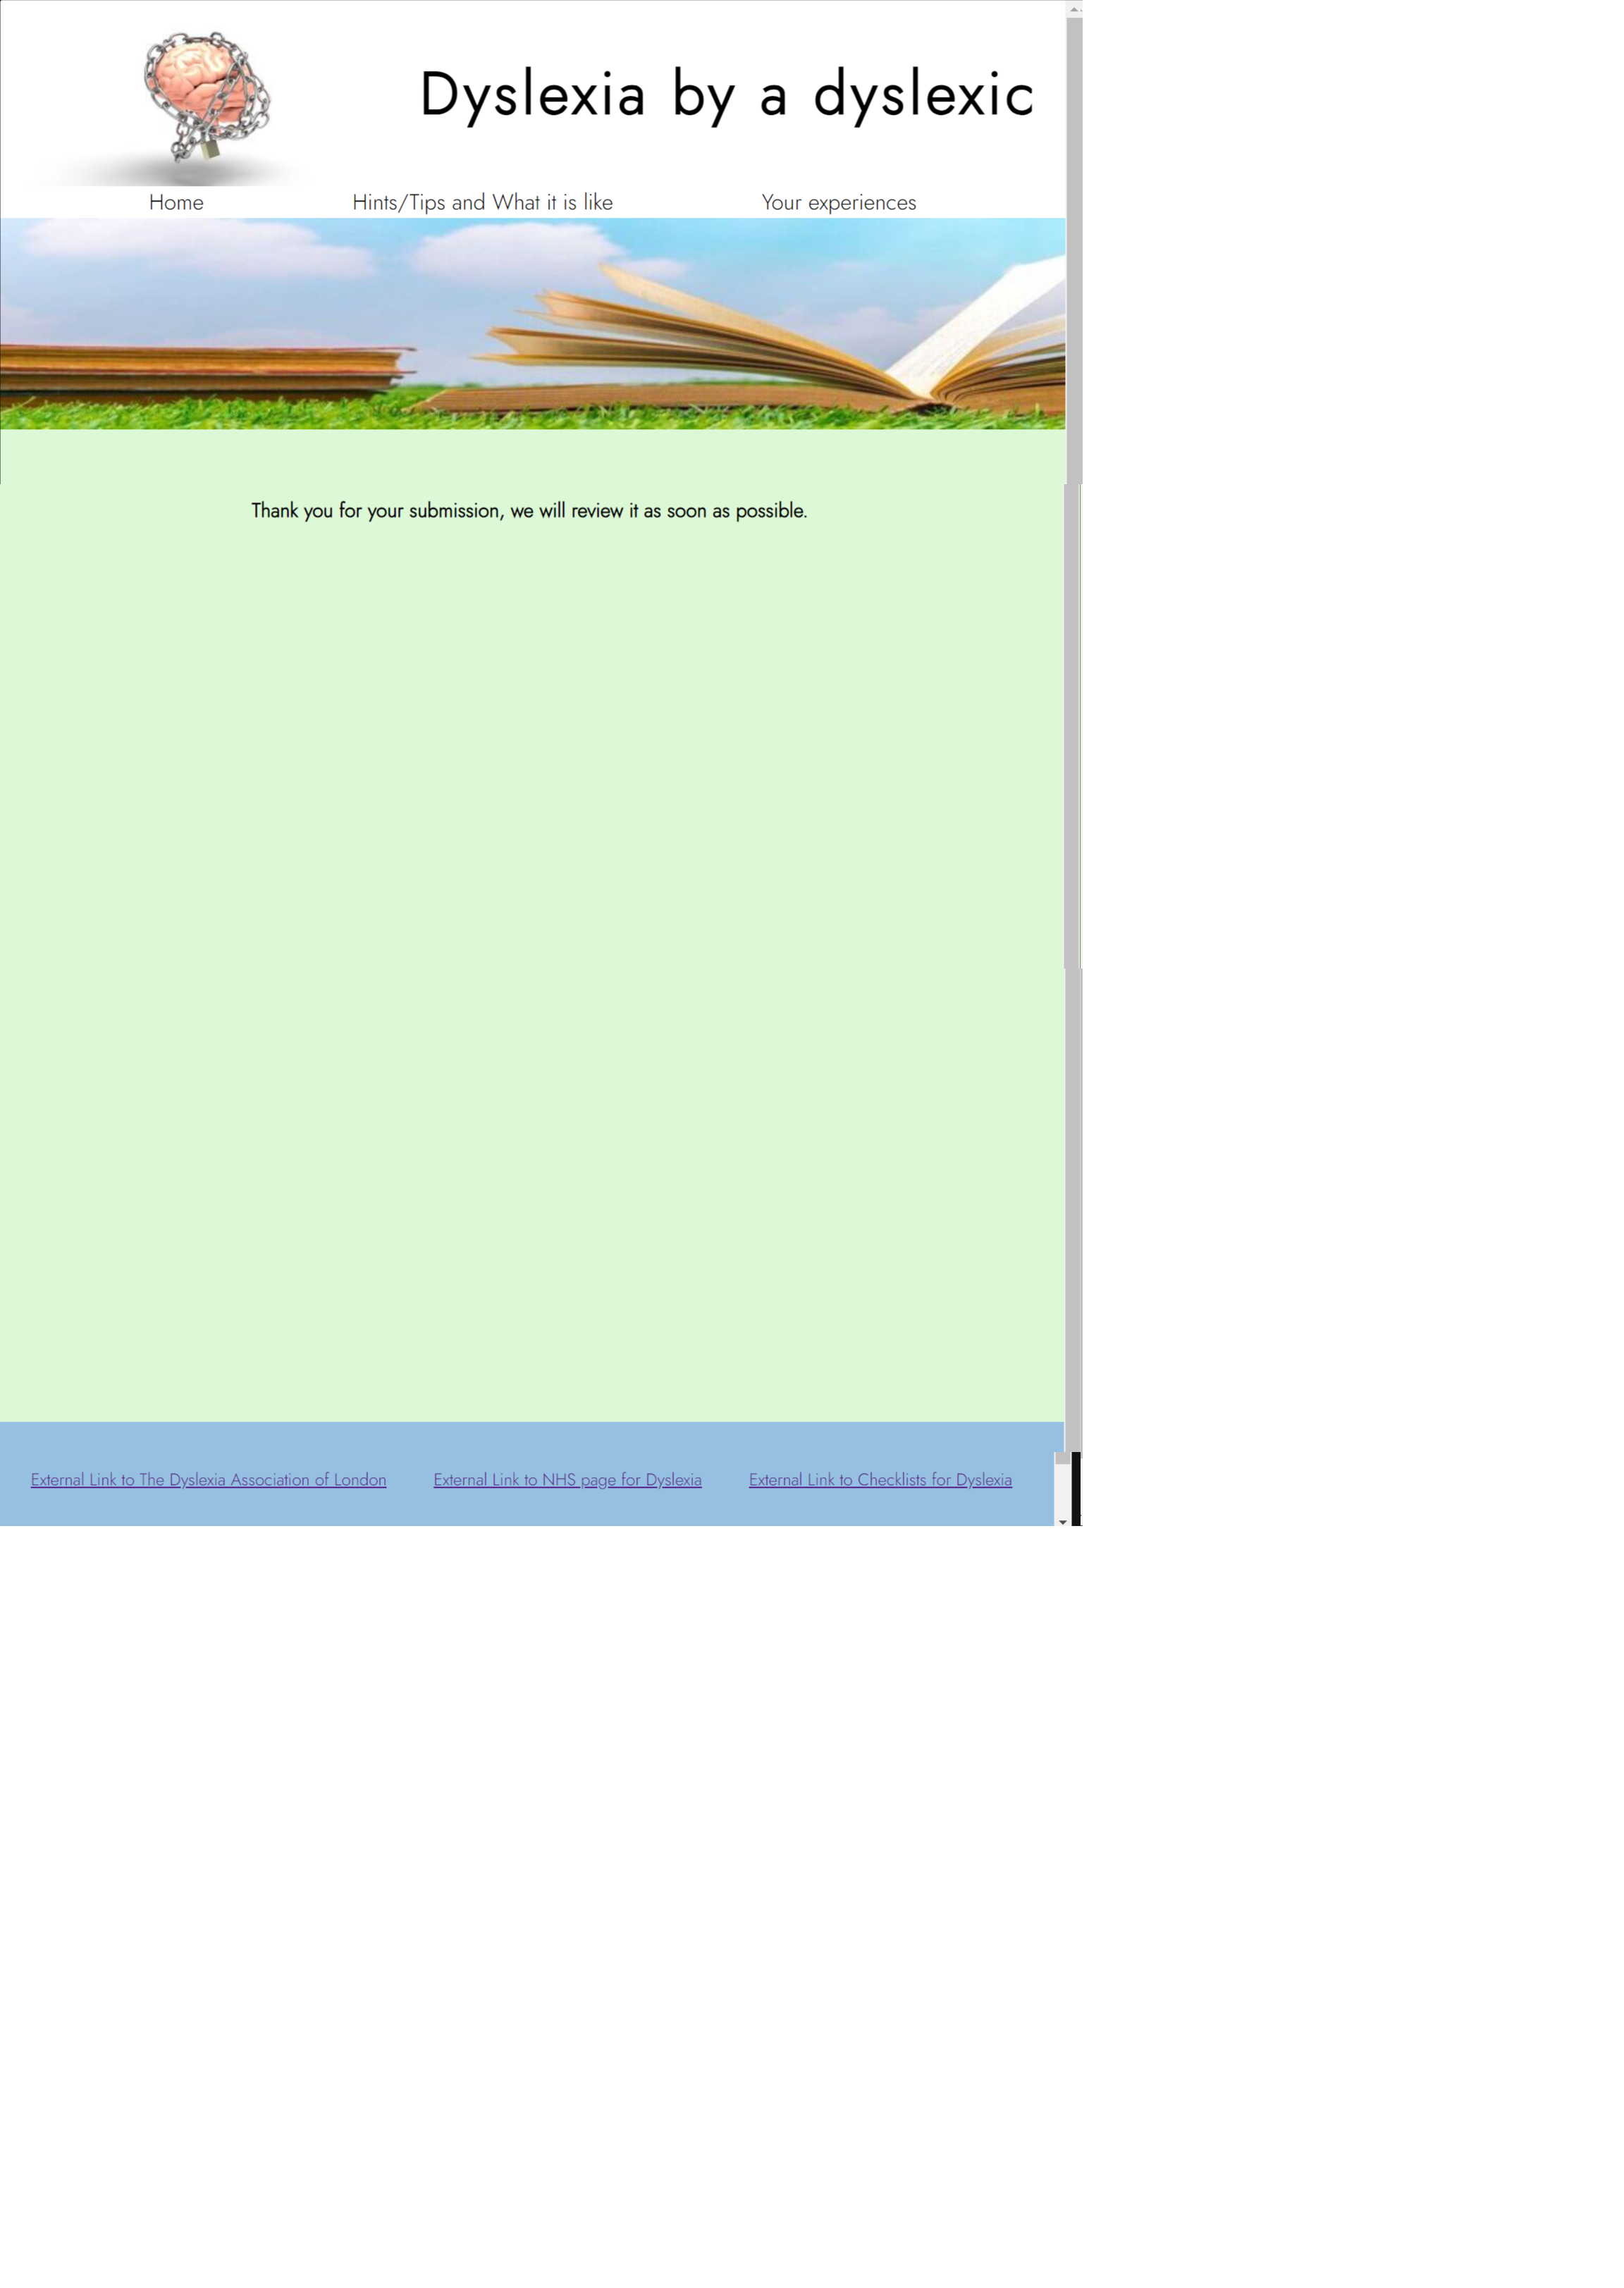 Dyslexia by a dyslexic
Home Hints/Tips and What it is like Your experiences
Thank you for your submission, we will review it as soon as possible.
External Link to The Dyslexia Association of London External Link to NHS page for Dyslexia External Link to Checklists for Dyslexia